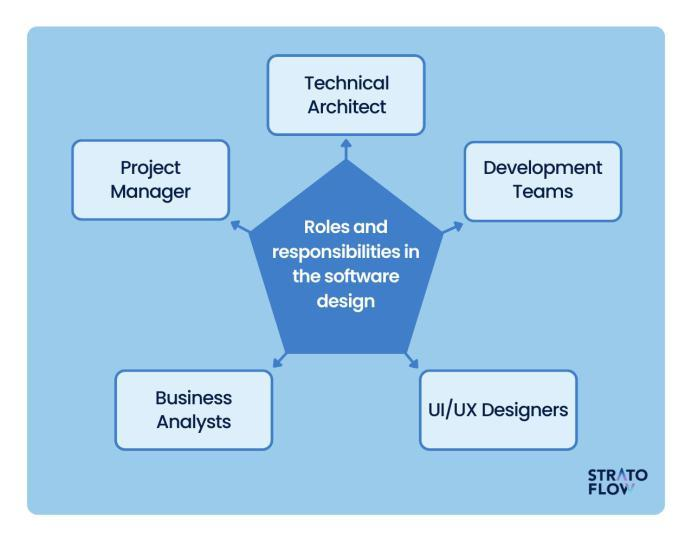 Technical
Architect
Project
Manager
Development
Teams
Roles and
responsibilities in
the software
design
Business
Analysts
UI/UX Designers
STRATO
FLOW